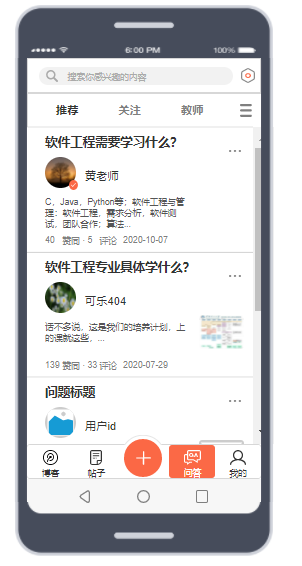 6:00 PM
100%
搜索你感兴趣的内容
推荐 关注 教师
软件工程需要学习什么？
黄老师
C，Java，Python等；软件工程与管
理；软件工程，需求分析，软件测
试，团队合作；算法...
40 赞同 · 5 评论 2020-10-07
软件工程专业具体学什么？
可乐404
话不多说，这是我们的培养计划，上
的课就这些，...
139 赞同 · 33 评论 2020-07-29
问题标题
用户id
博客 帖子 问答 我的